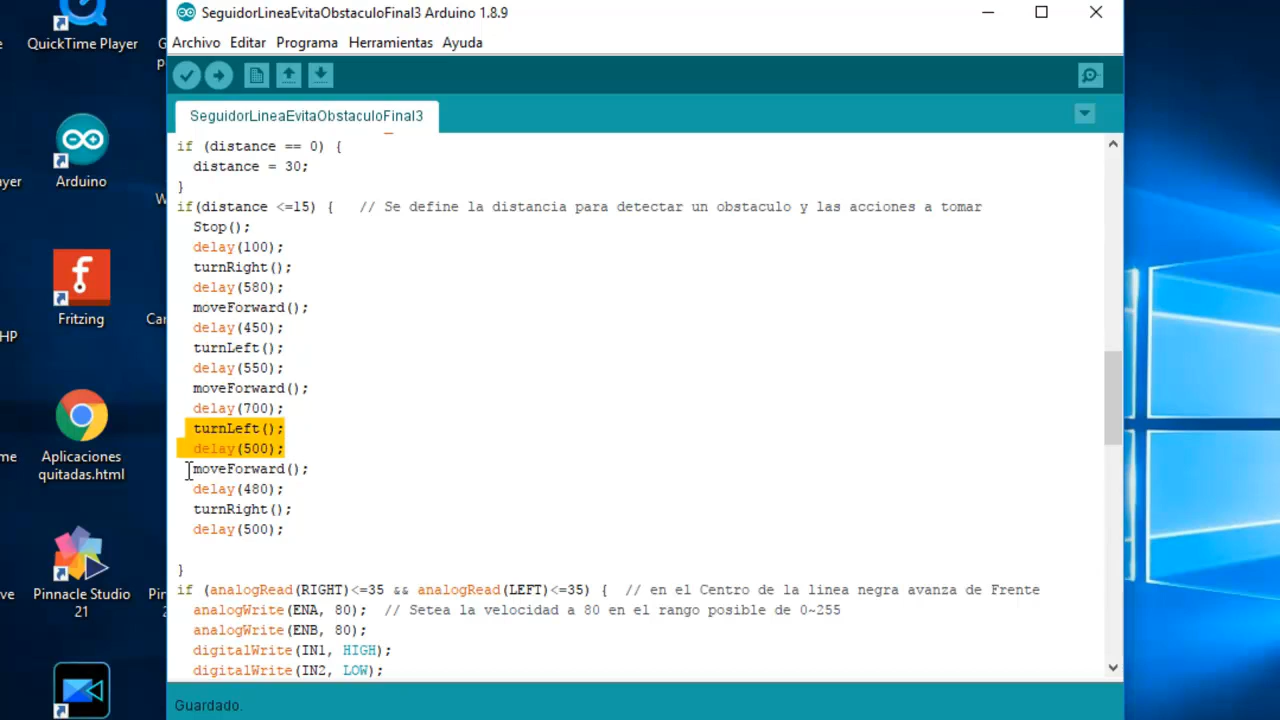 SeguidorLineaEvitaObstaculoFinal3 Arduino 1.8.9
Archivo Editar Programa Herramientas Ayuda
SeguidorLineaEvitaObstaculoFinal3
if (distance == 0) {
distance = 30;
}
if(distance <=15) { // Se define la distancia para detectar un obstaculo y las acciones a tomar
Stop();
delay(100);
turnRight();
delay(580);
moveForward();
delay(450);
turnLeft();
delay(550);
moveForward();
delay(700);
turnLeft();
delay(500);
moveForward();
delay(480);
turnRight();
delay(500);
}
if (analogRead(RIGHT)<=35 && analogRead(LEFT)<=35) { // en el Centro de la linea negra avanza de Frente
analogWrite(ENA, 80); // Setea la velocidad a 80 en el rango posible de 0~255
analogWrite(ENB, 80);
digitalWrite(IN1, HIGH);
digitalWrite(IN2, LOW);
Guardado.
QuickTime Player
Arduino
Fritzing
HP
Aplicaciones
quitadas.html
Pinnacle Studio
21